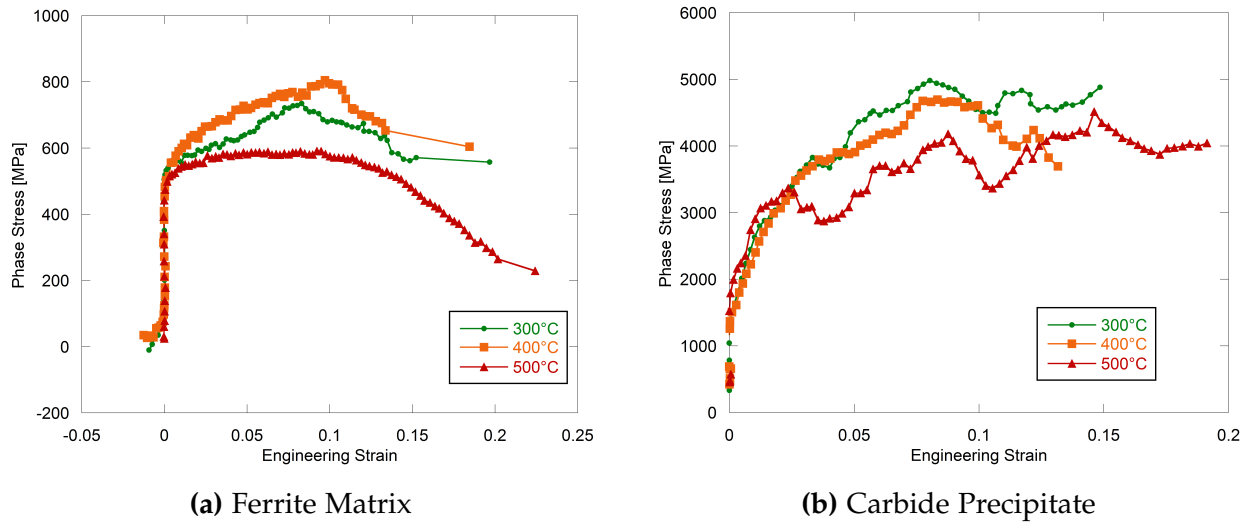 1000
800
600
400
200
0
-200
-0.05 0 0.05 0.1 0.15 0.2 0.25
Phase Stress [MPa]
Engineering Strain
300°C
400°C
500°C
(a) Ferrite Matrix
6000
5000
4000
3000
2000
1000
0
0 0.05 0.1 0.15 0.2
Phase Stress [MPa]
Engineering Strain
300°C
400°C
500°C
(b) Carbide Precipitate